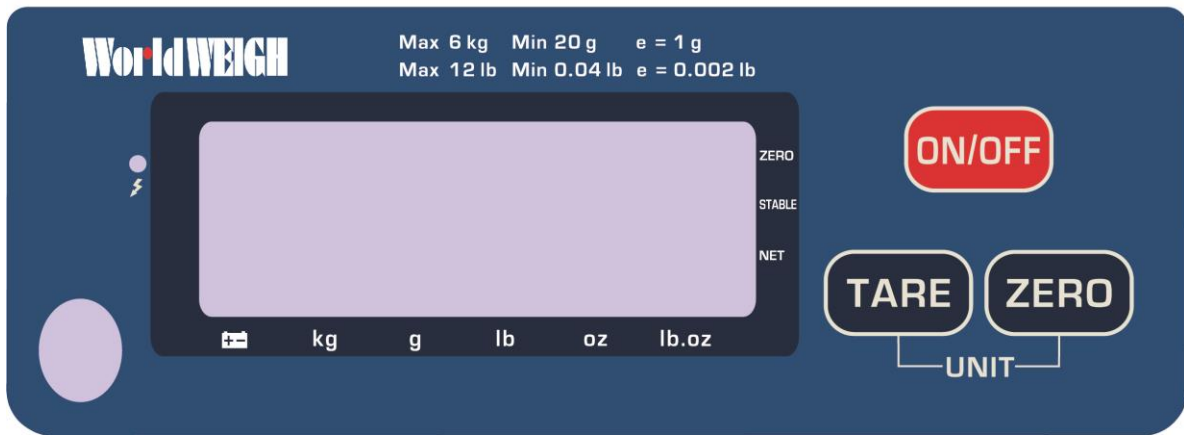 WorldWEIGH
Max 6 kg Min 20 g e = 1 g
Max 12 lb Min 0.04 lb e = 0.002 lb
ZERO
STABLE
NET
kg g lb oz lb.oz
ON/OFF
TARE ZERO
UNIT